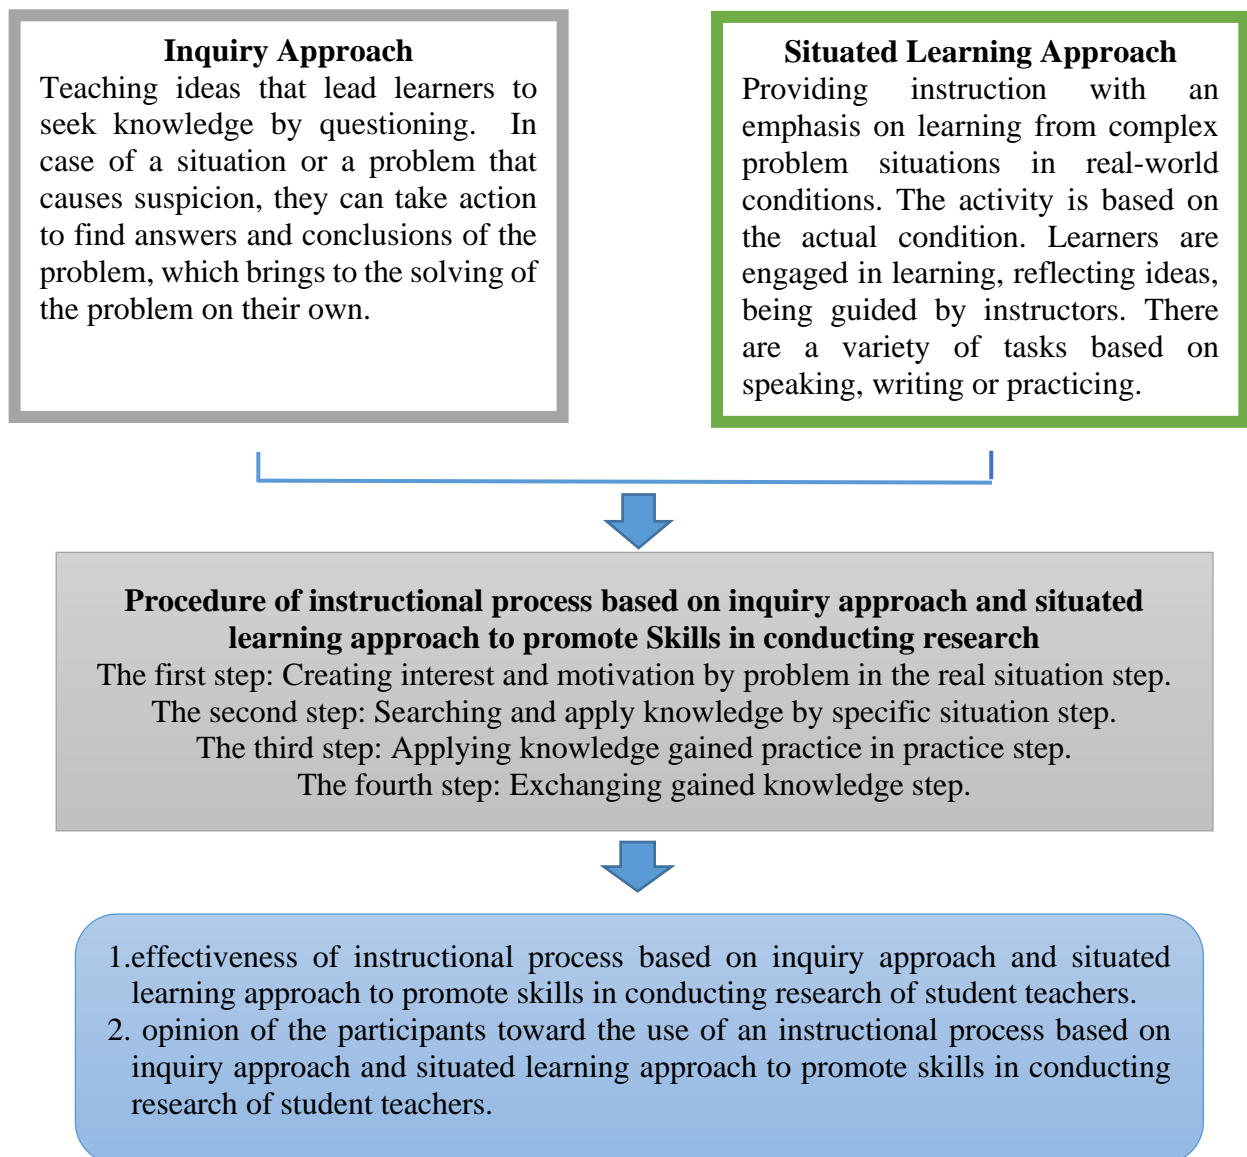 Inquiry Approach
Teaching ideas that lead learners to
seek knowledge by questioning. In
case of a situation or a problem that
causes suspicion, they can take action
to find answers and conclusions of the
problem, which brings to the solving of
the problem on their own.
Situated Learning Approach
Providing instruction with an
emphasis on learning from complex
problem situations in real-world
conditions. The activity is based on
the actual condition. Learners are
engaged in learning, reflecting ideas,
being guided by instructors. There
are a variety of tasks based on
speaking, writing or practicing.
Procedure of instructional process based on inquiry approach and situated
learning approach to promote Skills in conducting research
The first step: Creating interest and motivation by problem in the real situation step.
The second step: Searching and apply knowledge by specific situation step.
The third step: Applying knowledge gained practice in practice step.
The fourth step: Exchanging gained knowledge step.
1.effectiveness of instructional process based on inquiry approach and situated
learning approach to promote skills in conducting research of student teachers.
2. opinion of the participants toward the use of an instructional process based on
inquiry approach and situated learning approach to promote skills in conducting
research of student teachers.